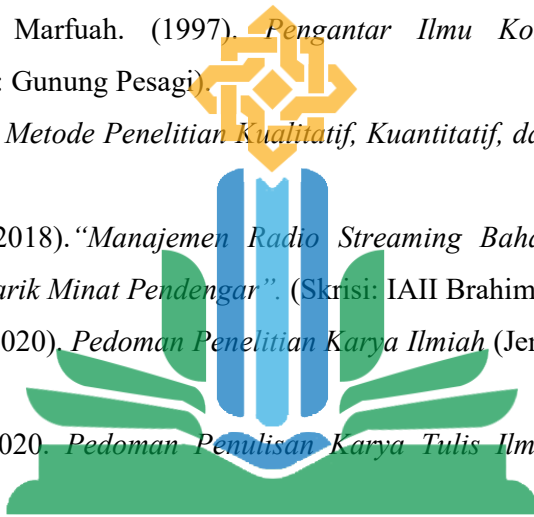 Marfuah. (1997). Pengantar Ilmu Ko
: Gunung Pesagi).
Metode Penelitian Kualitatif, Kuantitatif, da
2018).“Manajemen Radio Streaming Baha
arik Minat Pendengar”. (Skrisi: IAII Brahim
020). Pedoman Penelitian Karya Ilmiah (Jer
020. Pedoman Penulisan Karya Tulis Ilm